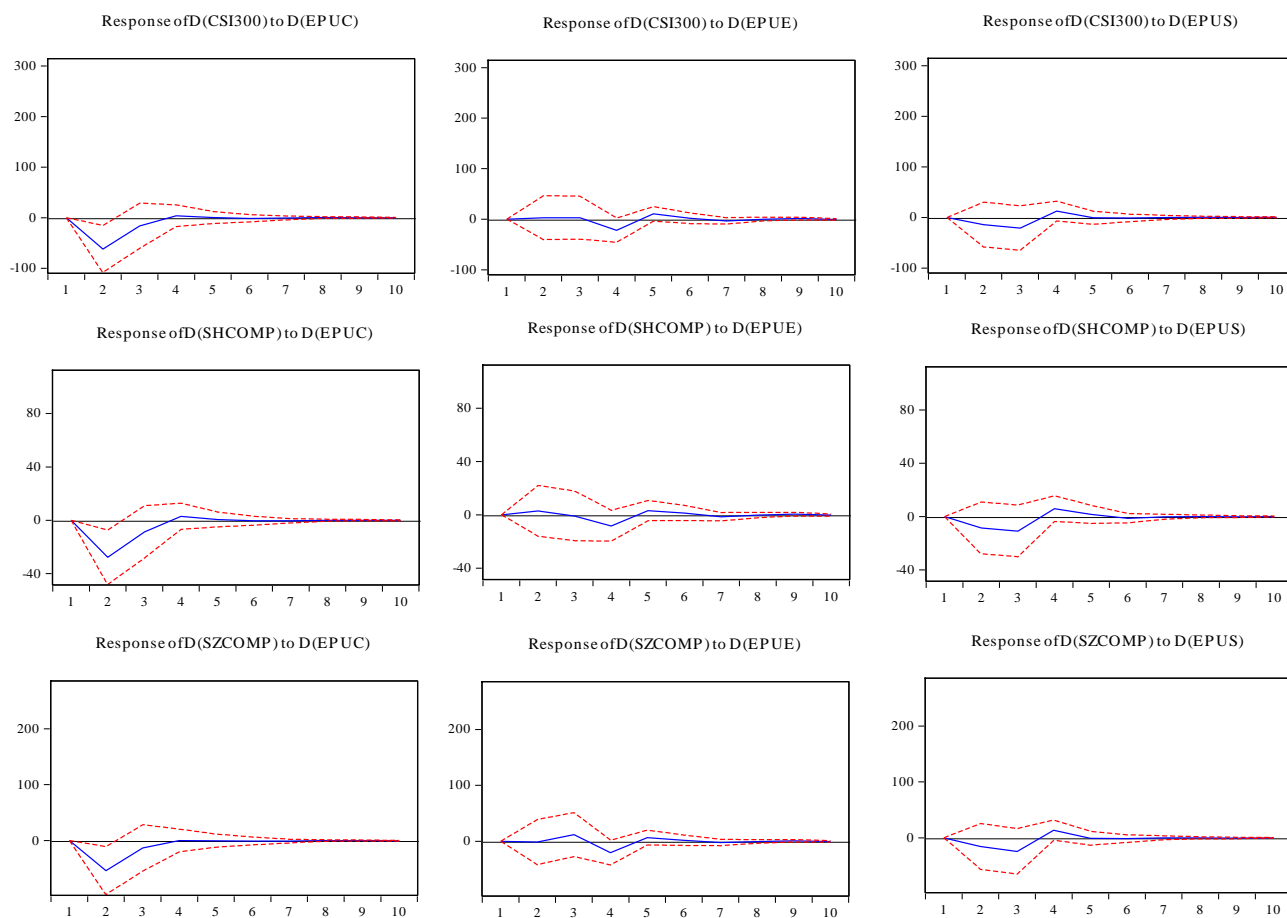 Response of D(CSI300) to D(EPUC)
Response of D(CSI300) to D(EPUE)
Response of D(CSI300) to D(EPUS)
300
200
100
0
-100
1 2 3 4 5 6 7 8 9 10
300
200
100
0
-100
1 2 3 4 5 6 7 8 9 10
300
200
100
0
-100
1 2 3 4 5 6 7 8 9 10
Response of D(SHCOMP) to D(EPUC)
Response of D(SHCOMP) to D(EPUE)
Response of D(SHCOMP) to D(EPUS)
80
40
0
-40
1 2 3 4 5 6 7 8 9 10
80
40
0
-40
1 2 3 4 5 6 7 8 9 10
80
40
0
-40
1 2 3 4 5 6 7 8 9 10
Response of D(SZCOMP) to D(EPUC)
Response of D(SZCOMP) to D(EPUE)
Response of D(SZCOMP) to D(EPUS)
200
100
0
1 2 3 4 5 6 7 8 9 10
200
100
0
1 2 3 4 5 6 7 8 9 10
200
100
0
1 2 3 4 5 6 7 8 9 10